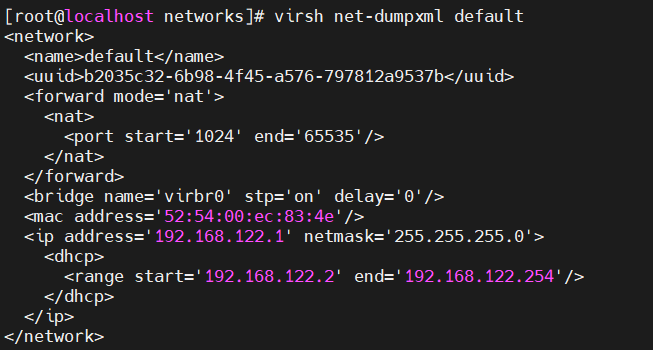 [root@localhost networks]# virsh net-dumpxml default
<network>
  <name>default</name>
  <uuid>b2035c32-6b98-4f45-a576-797812a9537b</uuid>
  <forward mode='nat'>
    <nat>
      <port start='1024' end='65535'/>
    </nat>
  </forward>
  <bridge name='virbr0' stp='on' delay='0'/>
  <mac address='52:54:00:ec:83:4e'/>
  <ip address='192.168.122.1' netmask='255.255.255.0'>
    <dhcp>
      <range start='192.168.122.2' end='192.168.122.254'/>
    </dhcp>
  </ip>
</network>